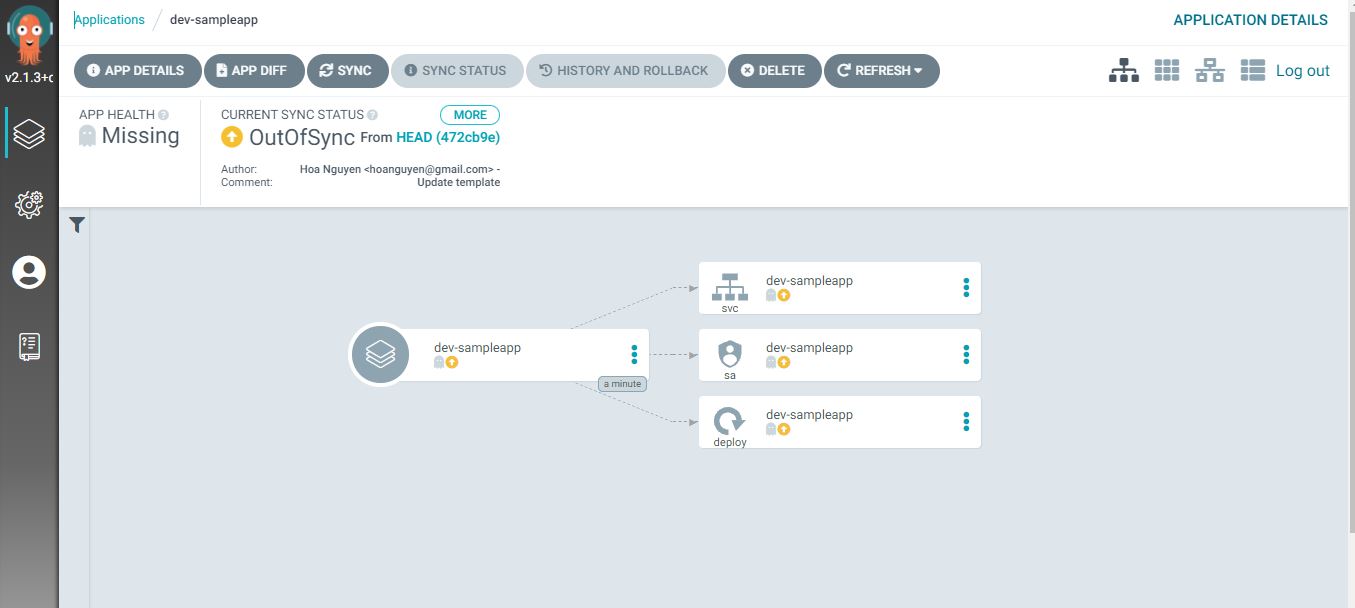 Applications / dev-sampleapp
APPLICATION DETAILS
v2.1.3+
APP DETAILS
APP DIFF
SYNC
SYNC STATUS
HISTORY AND ROLLBACK
DELETE
REFRESH
Log out
APP HEALTH
Missing
CURRENT SYNC STATUS
MORE
OutOfSync From HEAD (472cb9e)
Author: Hoa Nguyen <hoanguyen@gmail.com> -
Comment: Update template
dev-sampleapp
svc
dev-sampleapp
a minute
dev-sampleapp
sa
dev-sampleapp
deploy